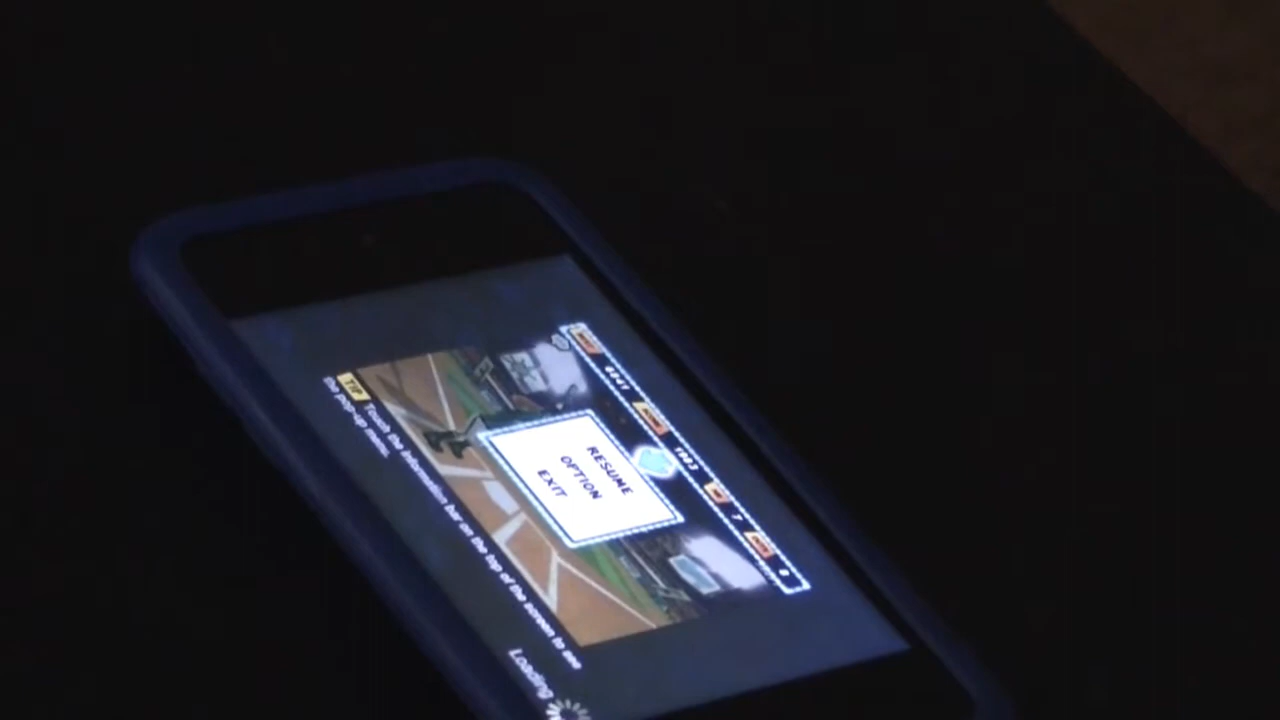 RESUME
OPTION
EXIT
TIP Touch the information bar on the top of the screen to see
the pop-up menu.
Loading